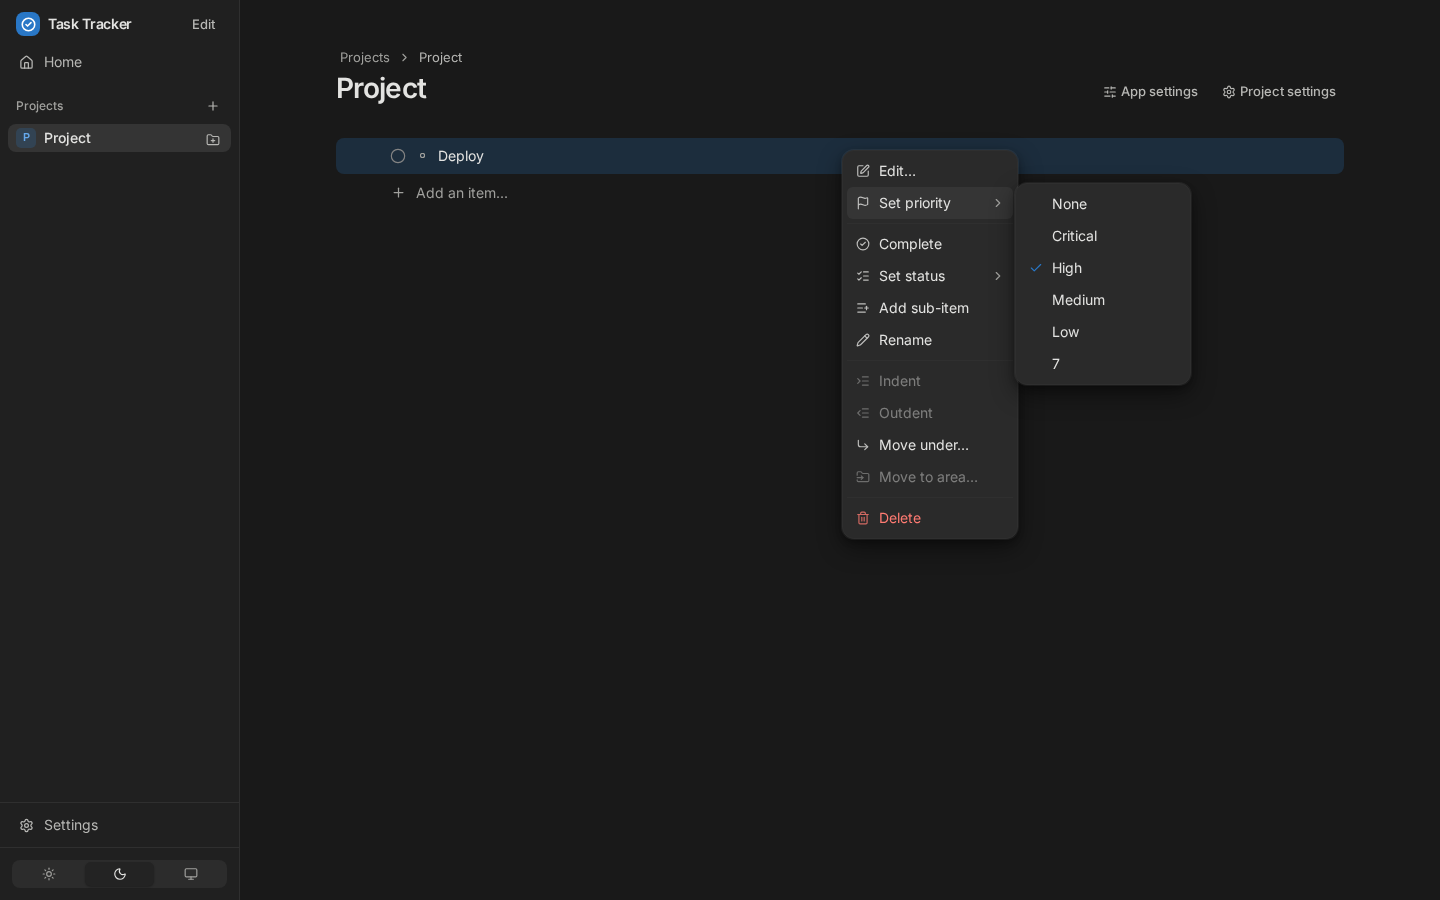 Task Tracker
Edit
Home
Projects
P
Project
Settings
Projects
Project
Project
App settings
Project settings
Deploy
Add an item...
Edit...
Set priority
Complete
Set status
Add sub-item
Rename
Indent
Outdent
Move under...
Move to area...
Delete
None
Critical
High
Medium
Low
7